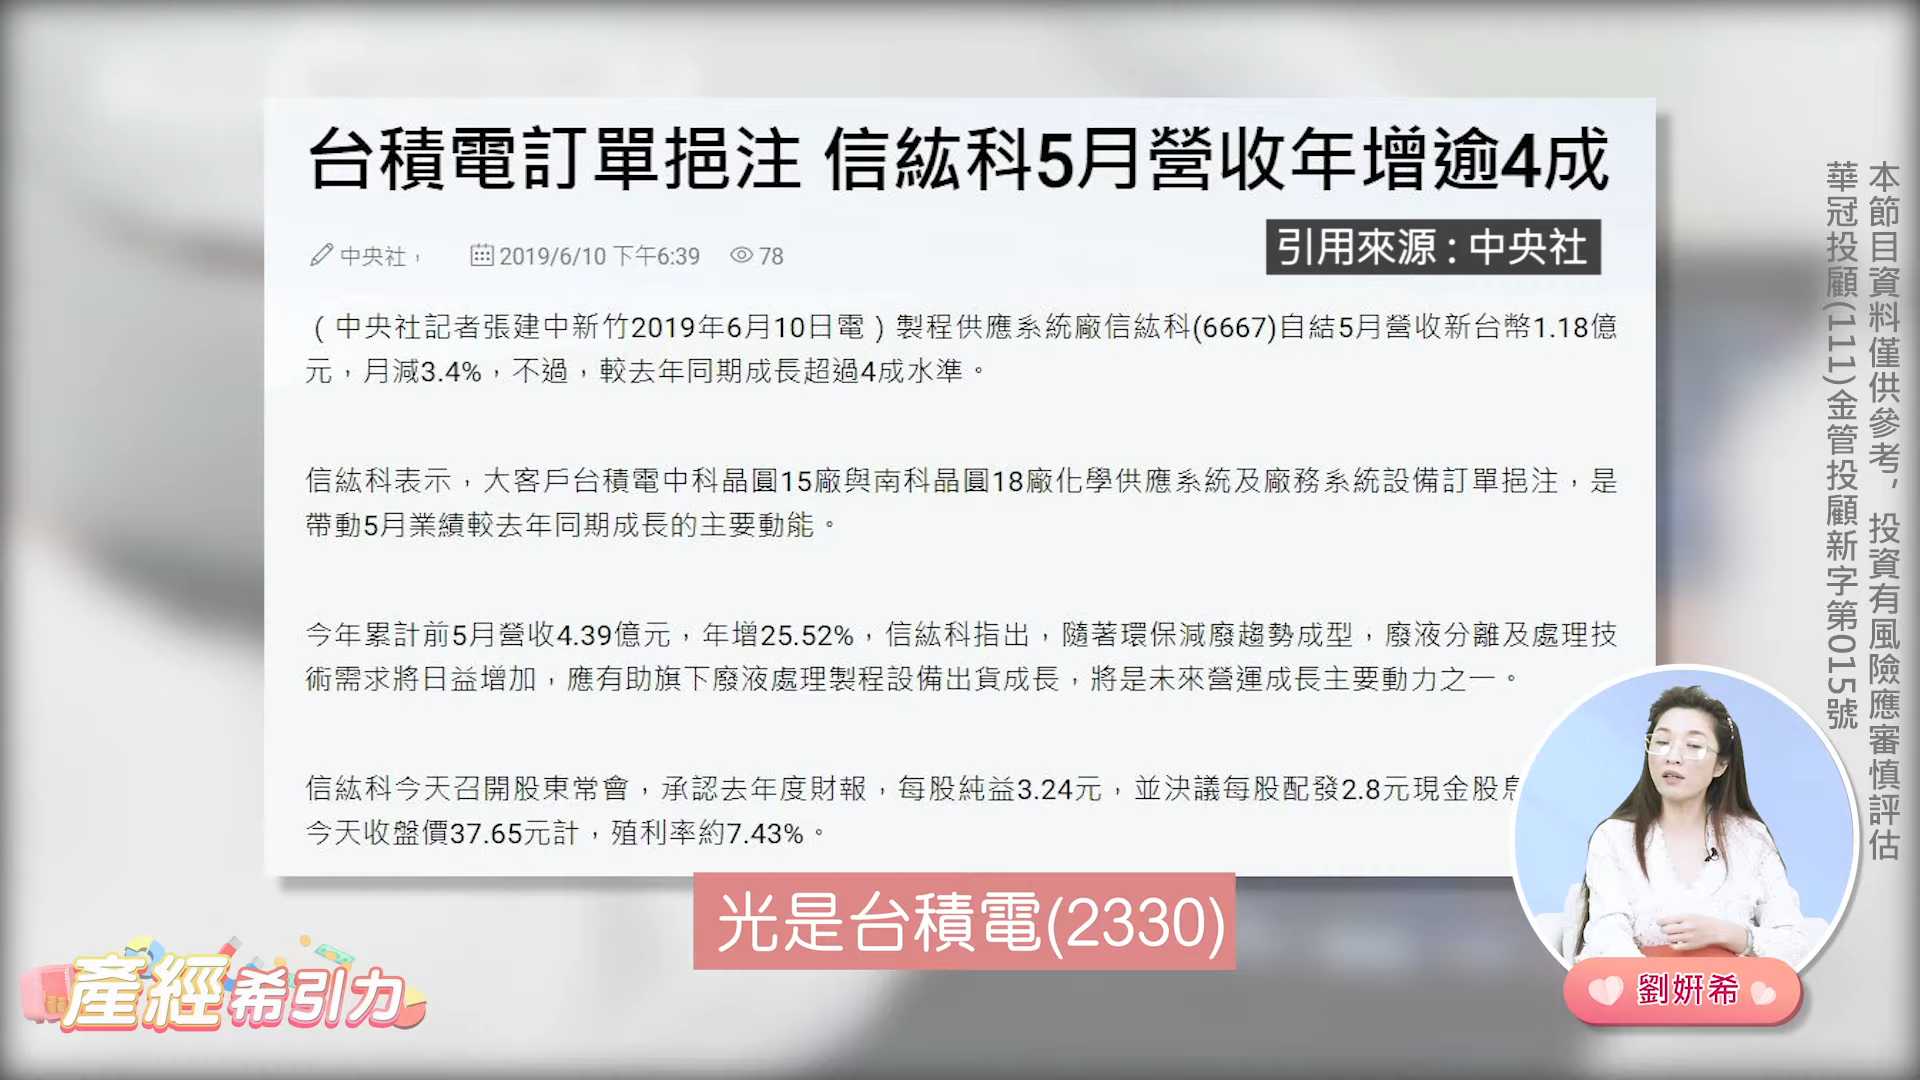 台積電訂單挹注 信紘科5月營收年增逾4成
中央社，
2019/6/10 下午6:39
78
引用來源：中央社
（中央社記者張建中新竹2019年6月10日電）製程供應系統廠信紘科(6667)自結5月營收新台幣1.18億
元，月減3.4%，不過，較去年同期成長超過4成水準。
信紘科表示，大客戶台積電中科晶圓15廠與南科晶圓18廠化學供應系統及廠務系統設備訂單挹注，是
帶動5月業績較去年同期成長的主要動能。
今年累計前5月營收4.39億元，年增25.52%，信紘科指出，隨著環保減廢趨勢成型，廢液分離及處理技
術需求將日益增加，應有助旗下廢液處理製程設備出貨成長，將是未來營運成長主要動力之一。
信紘科今天召開股東常會，承認去年度財報，每股純益3.24元，並決議每股配發2.8元現金股息
今天收盤價37.65元計，殖利率約7.43%。
本節目資料僅供參考，投資有風險應審慎評估
華冠投顧(111)金管投顧新字第015號
光是台積電(2330)
產經希引力
劉妍希